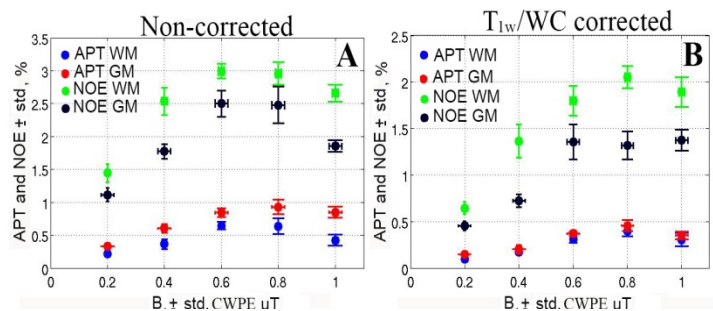 Non-corrected
A
APT WM
APT GM
NOE WM
NOE GM
APT and NOE ± std, %
3.5
3
2.5
2
1.5
1
0.5
0
0 0.2 0.4 0.6 0.8 1
B, ± std, CWPE uT
T1w/WC corrected
B
APT WM
APT GM
NOE WM
NOE GM
APT and NOE ± std, %
2.5
2
1.5
1
0.5
0
0 0.2 0.4 0.6 0.8 1
B, ± std, CWPE uT